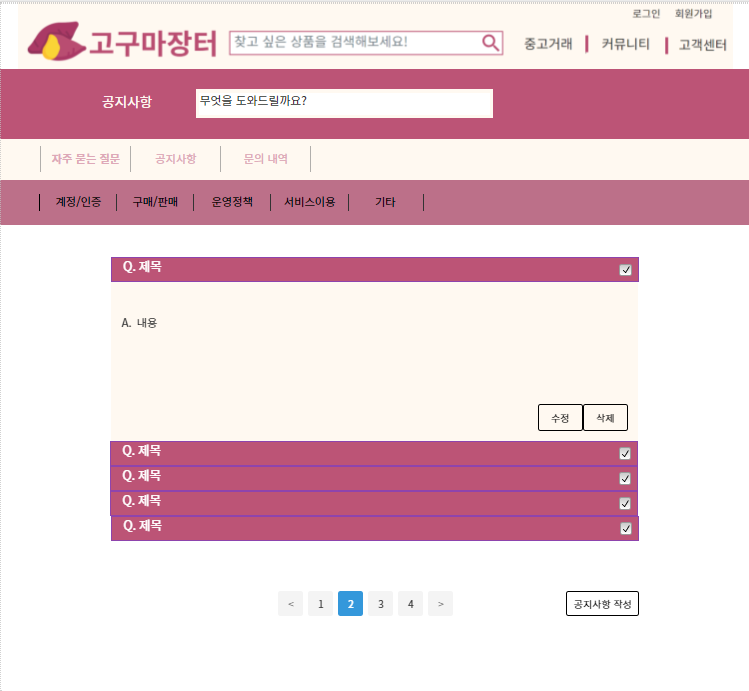 로그인 회원가입
고구마장터 찾고 싶은 상품을 검색해보세요! 중고거래 커뮤니티 고객센터
공지사항 무엇을 도와드릴까요?
자주 묻는 질문 공지사항 문의 내역
계정/인증 구매/판매 운영정책 서비스이용 기타
Q. 제목
A. 내용
수정 삭제
Q. 제목
Q. 제목
Q. 제목
Q. 제목
< 1 2 3 4 > 공지사항 작성